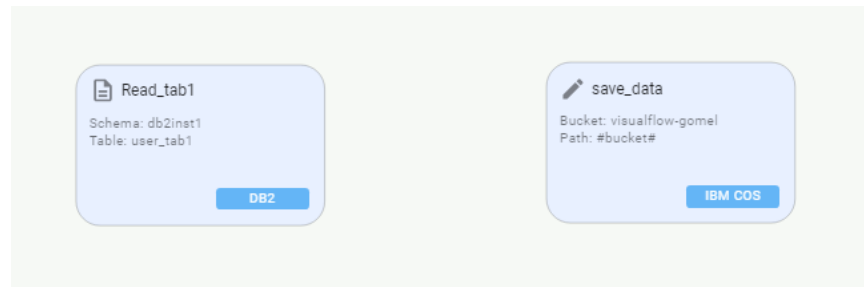 Read_tab1
Schema: db2inst1
Table: user_tab1
DB2
save_data
Bucket: visualflow-gomel
Path: #bucket#
IBM COS